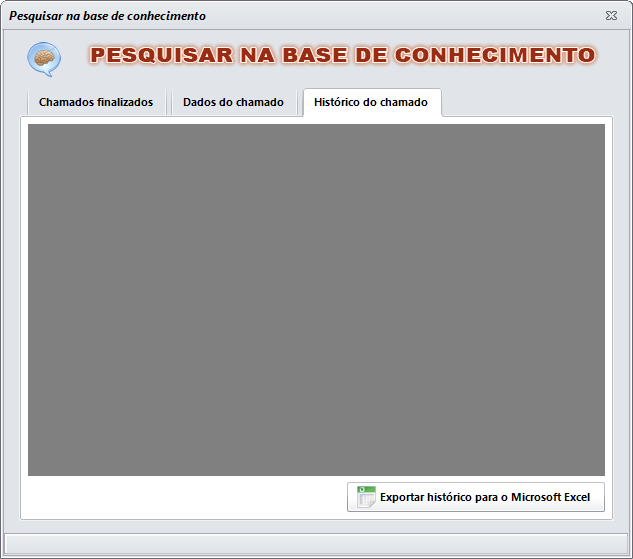 Pesquisar na base de conhecimento
PESQUISAR NA BASE DE CONHECIMENTO
Chamados finalizados
Dados do chamado
Histórico do chamado
Exportar histórico para o Microsoft Excel